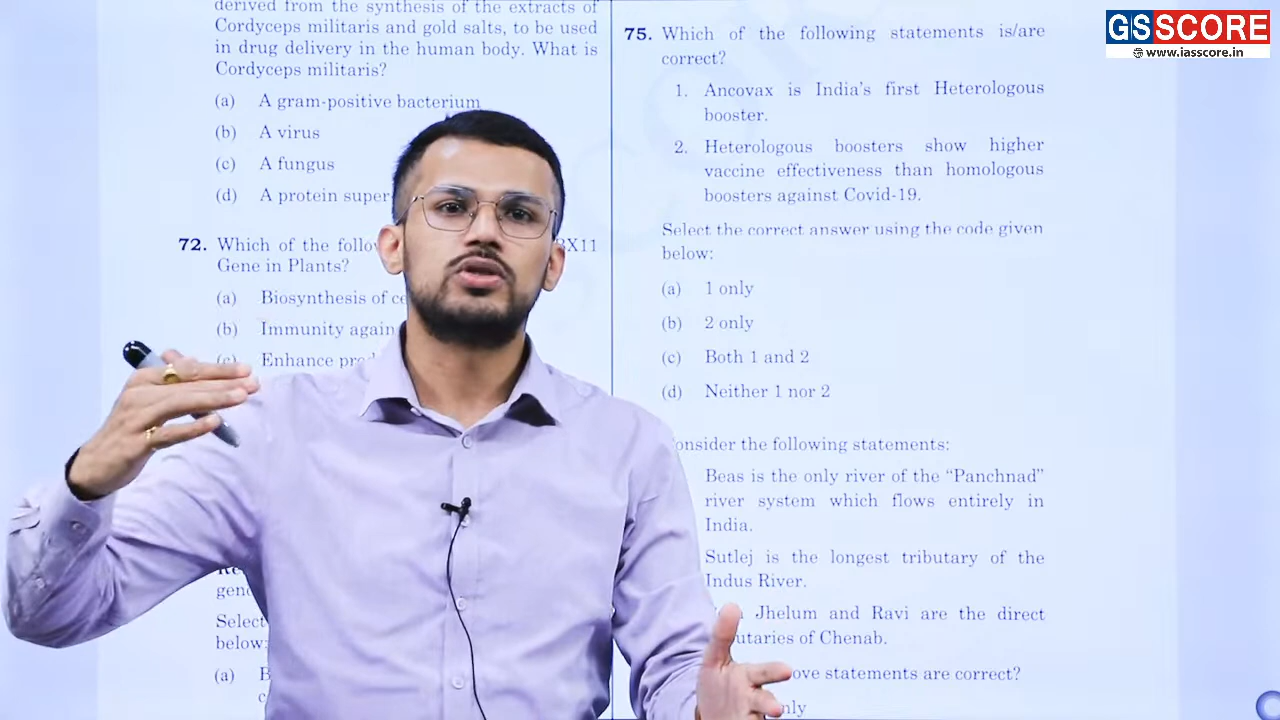 derived from the synthesis of the extracts of
Cordyceps militaris and gold salts, to be used
in drug delivery in the human body. What is
Cordyceps militaris?
(a) A gram-positive bacterium
(b) A virus
(c) A fungus
(d) A protein super
72. Which of the follo BX11
Gene in Plants?
(a) Biosynthesis of ce
(b) Immunity again
(c) Enhance prod
gen
Select
below:
(a) B
c
75. Which of the following statements is/are
correct?
1. Ancovax is India's first Heterologous
booster.
2. Heterologous boosters show higher
vaccine effectiveness than homologous
boosters against Covid-19.
Select the correct answer using the code given
below:
(a) 1 only
(b) 2 only
(c) Both 1 and 2
(d) Neither 1 nor 2
onsider the following statements:
Beas is the only river of the “Panchnad”
river system which flows entirely in
India.
Sutlej is the longest tributary of the
Indus River.
Jhelum and Ravi are the direct
utaries of Chenab.
ove statements are correct?
nly
GSSCORE
www.iasscore.in